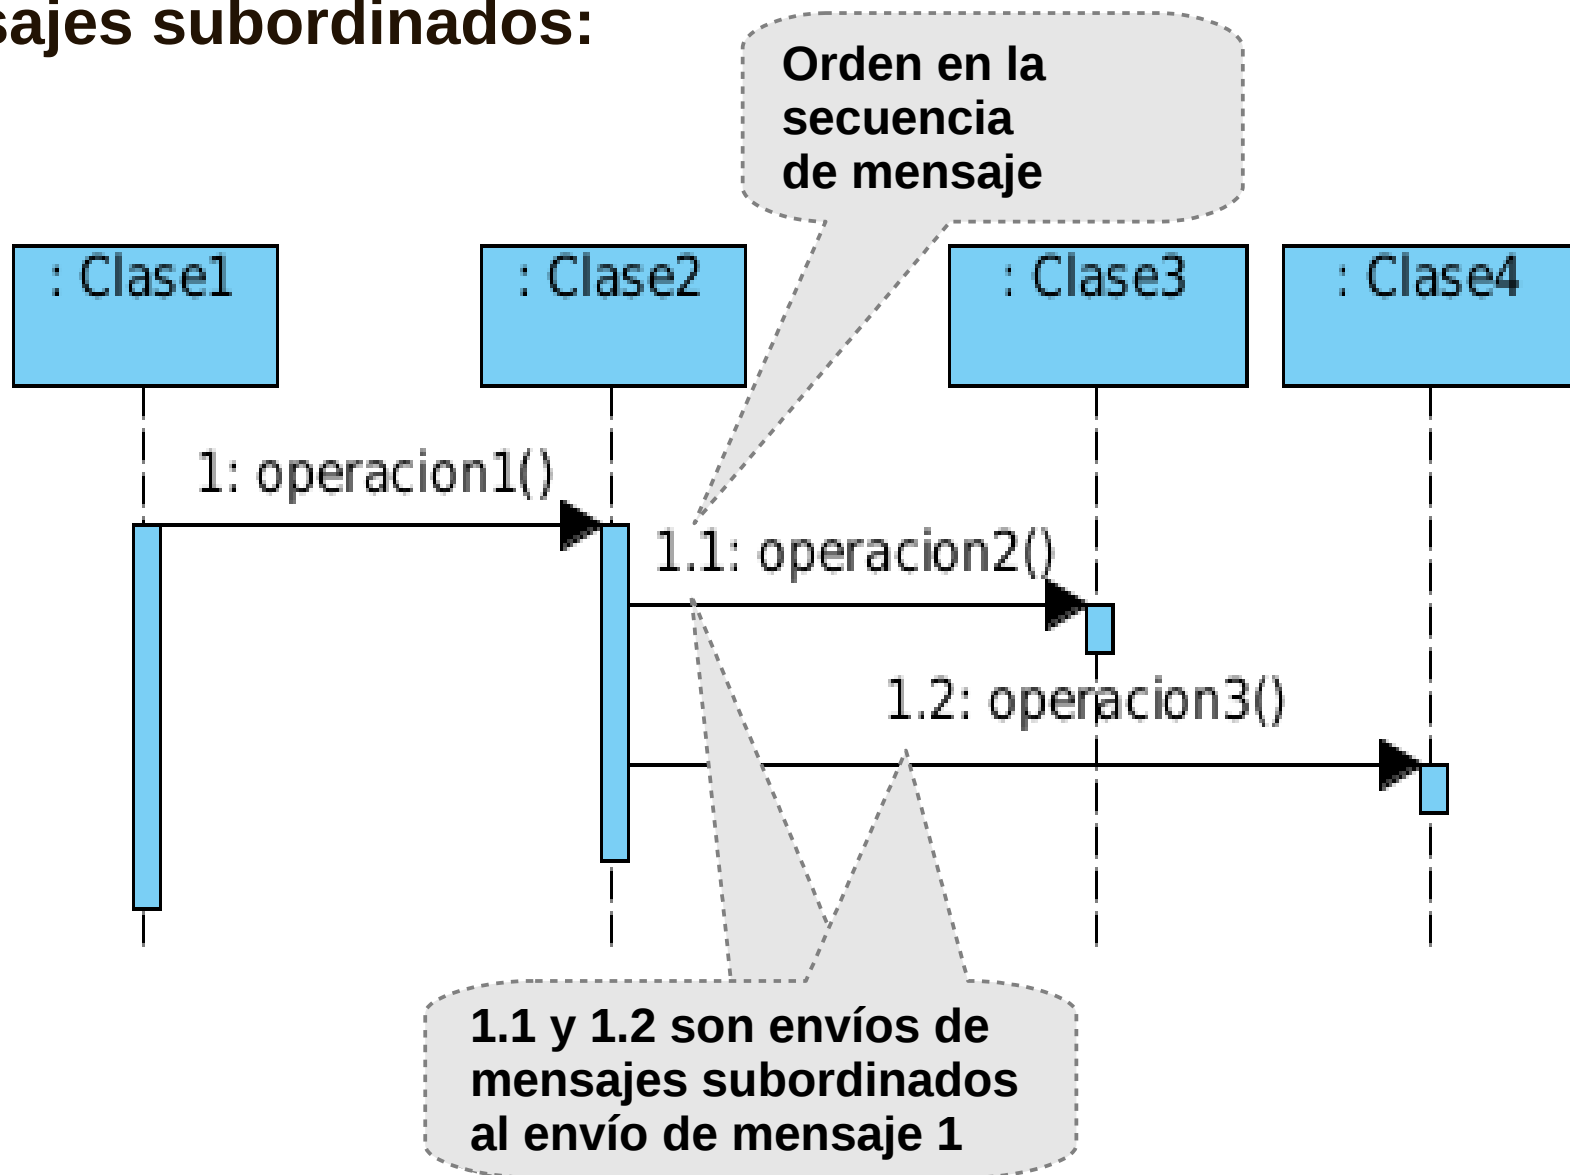 sajes subordinados:
Orden en la
secuencia
de mensaje
: Clase1
: Clase2
: Clase3
: Clase4
1: operacion1()
1.1: operacion2()
1.2: operacion3()
1.1 y 1.2 son envíos de
mensajes subordinados
al envío de mensaje 1